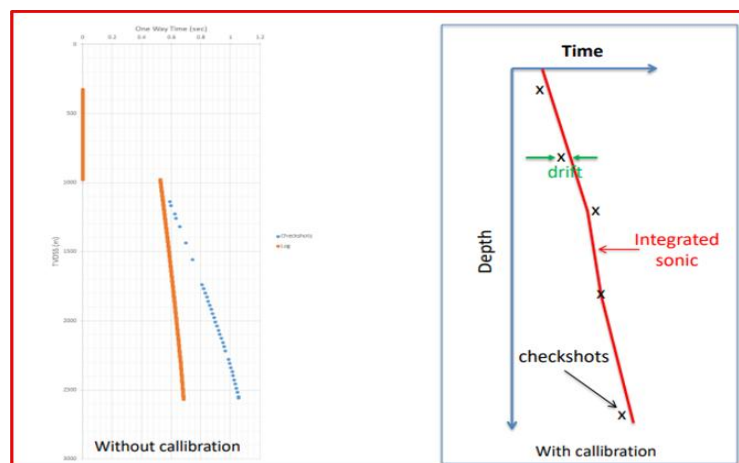 One Way Time (sec)
0 0.2 0.4 0.6 0.8 1 1.2
0
500
1000
1500
2000
2500
3000
TVDSS (m)
Checkshots
Log
Without callibration
Time
Depth
x
x
drift
x
Integrated
sonic
x
checkshots
x
With callibration